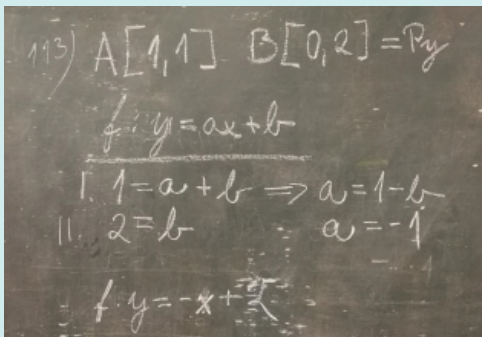 113) A[1,1] B[0,2] = Py
f: y = ax + b
I. 1 = a + b ⇒ a = 1 - b
II. 2 = b a = -1
f: y = -x + 2